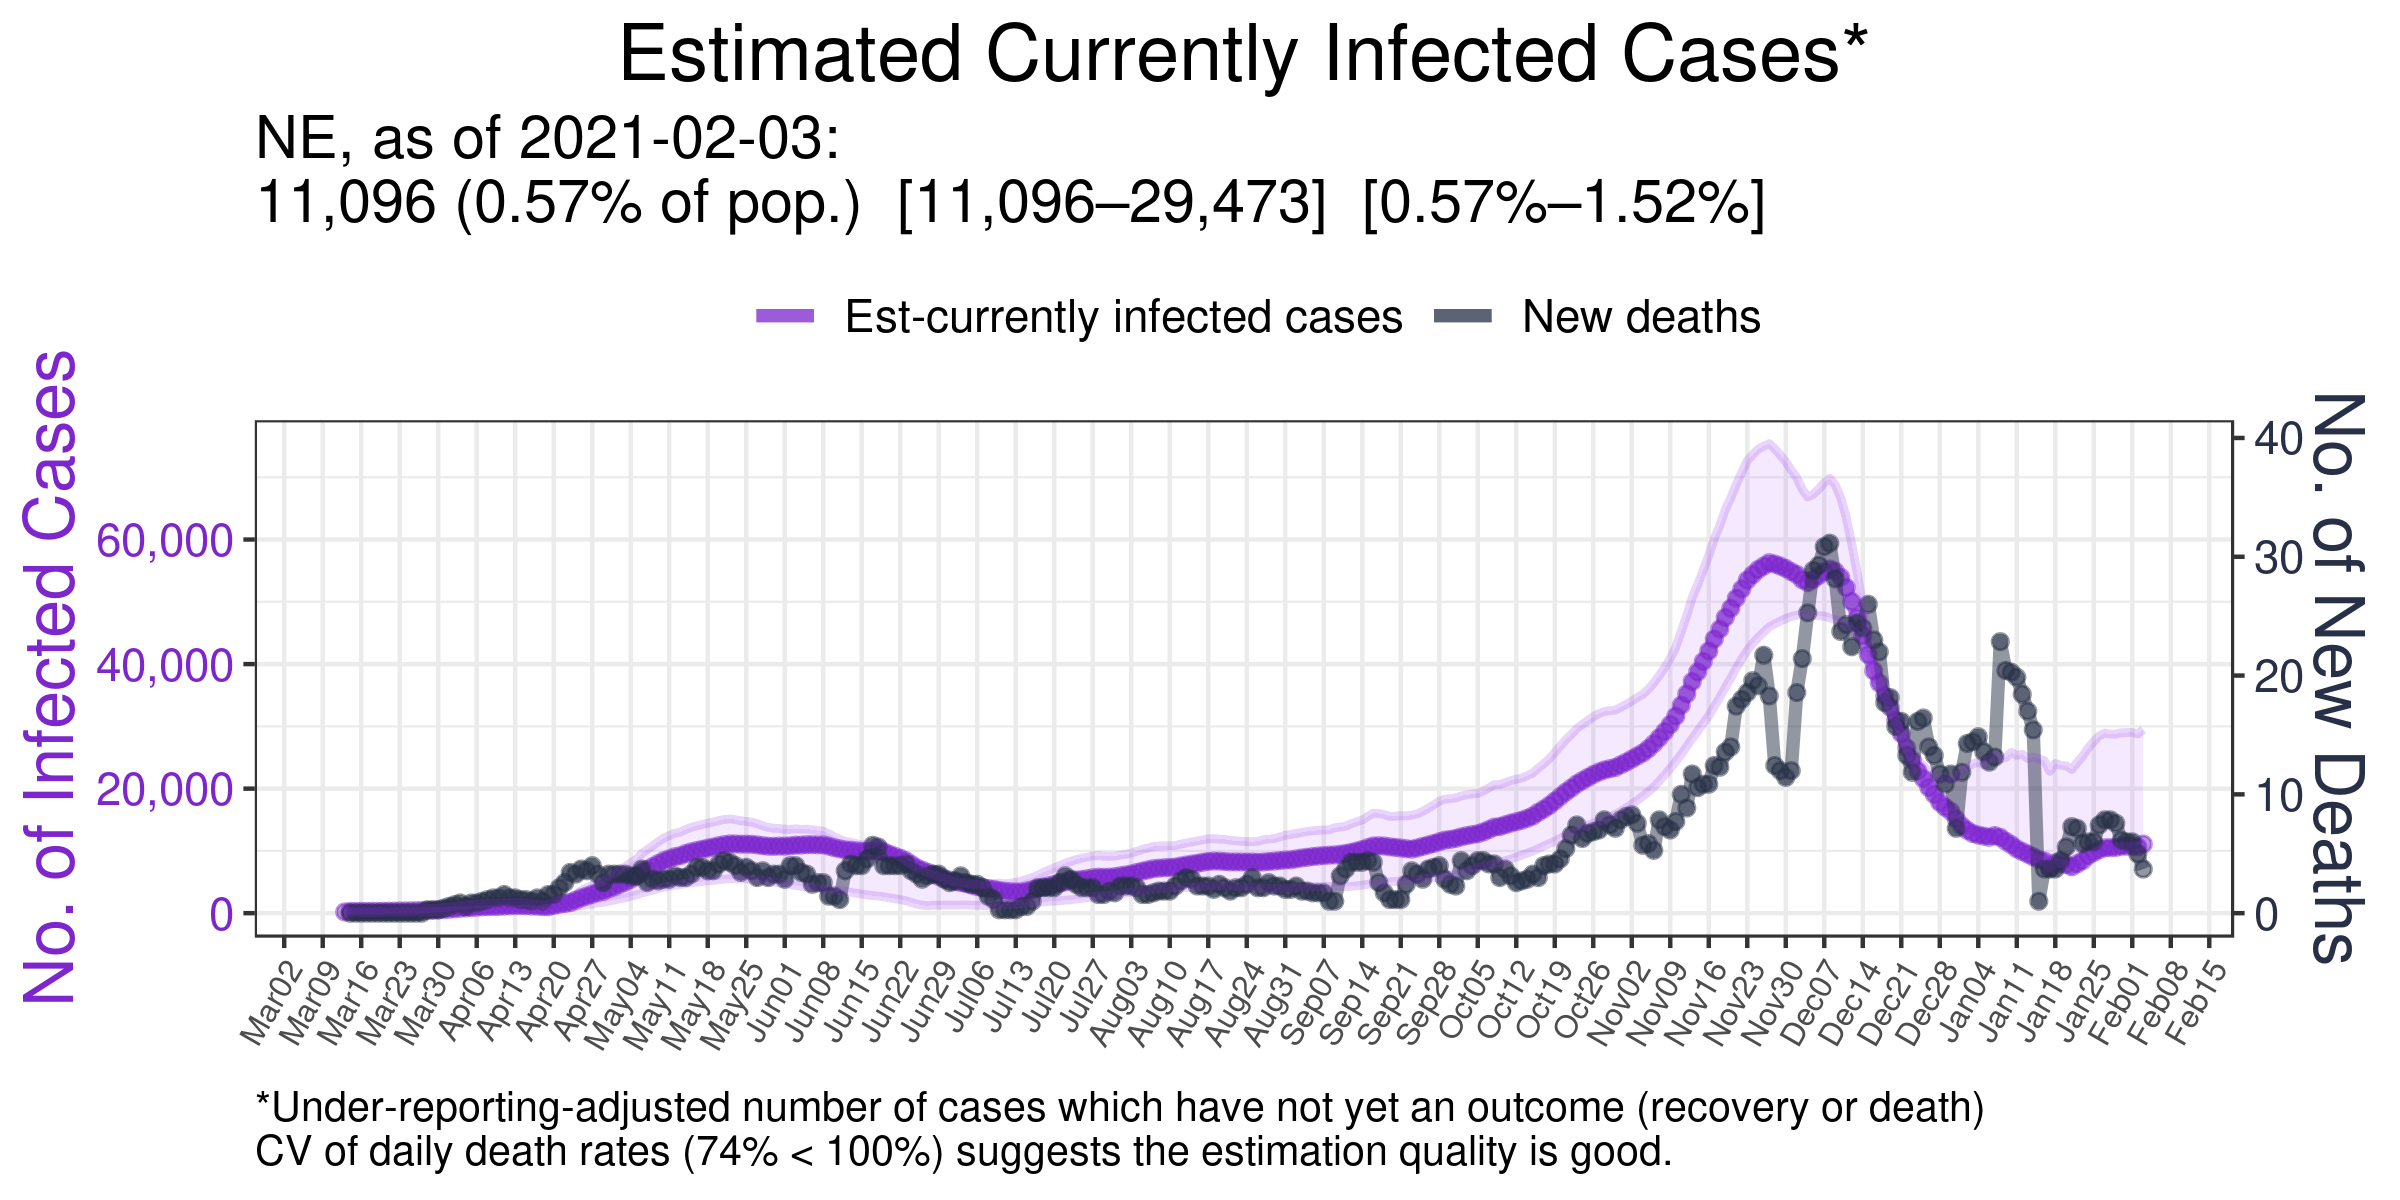 Estimated Currently Infected Cases*
NE, as of 2021-02-03:
11,096 (0.57% of pop.)  [11,096–29,473]  [0.57%–1.52%]
Est-currently infected cases
New deaths
No. of Infected Cases
60,000
40,000
20,000
0
40
30
20
10
0
No. of New Deaths
Mar02
Mar09
Mar16
Mar23
Mar30
Apr06
Apr13
Apr20
Apr27
May04
May11
May18
May25
Jun01
Jun08
Jun15
Jun22
Jun29
Jul06
Jul13
Jul20
Jul27
Aug03
Aug10
Aug17
Aug24
Aug31
Sep07
Sep14
Sep21
Sep28
Oct05
Oct12
Oct19
Oct26
Nov02
Nov09
Nov16
Nov23
Nov30
Dec07
Dec14
Dec21
Dec28
Jan04
Jan11
Jan18
Jan25
Feb01
Feb08
Feb15
*Under-reporting-adjusted number of cases which have not yet an outcome (recovery or death)
CV of daily death rates (74% < 100%) suggests the estimation quality is good.